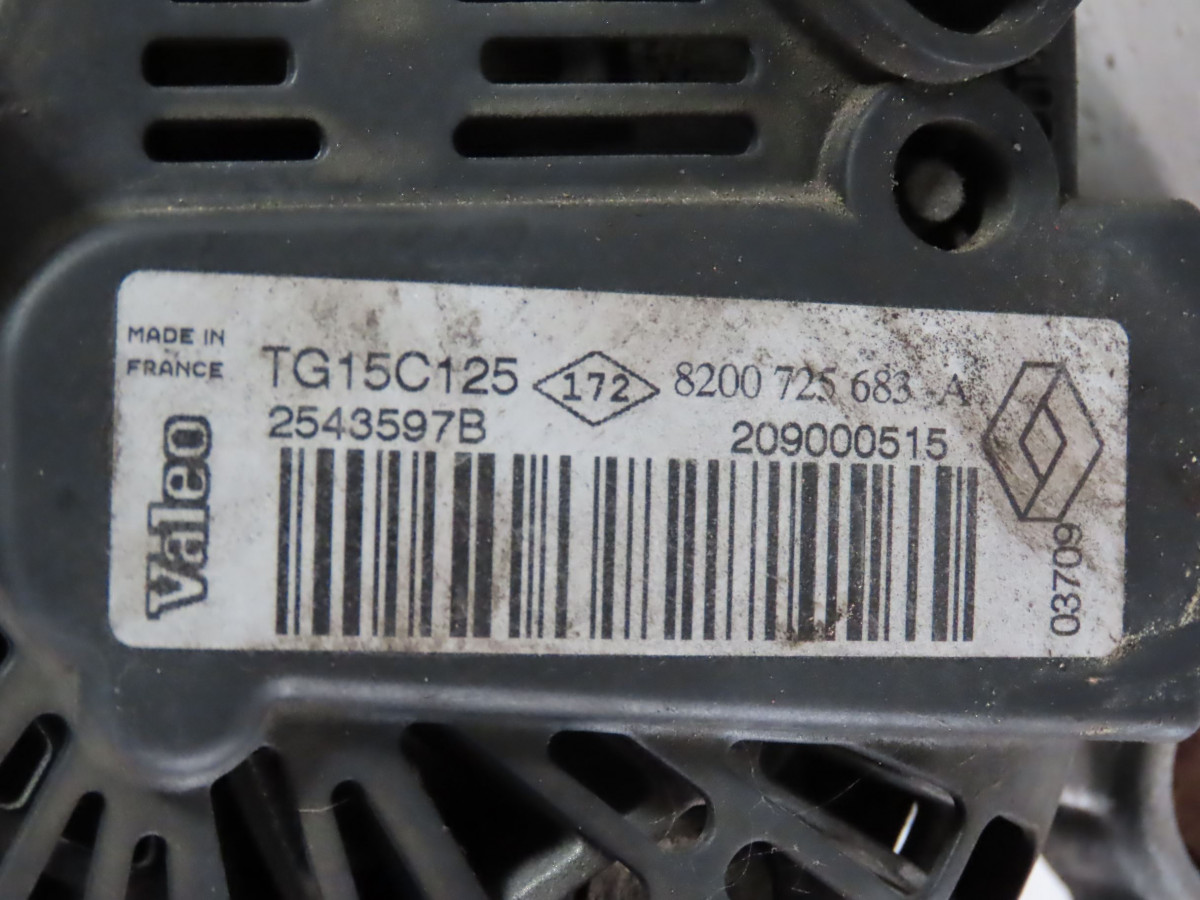 MADE IN
FRANCE
TG15C125 172 8200 725 683 A
2543597B 209000515
Valeo
03709